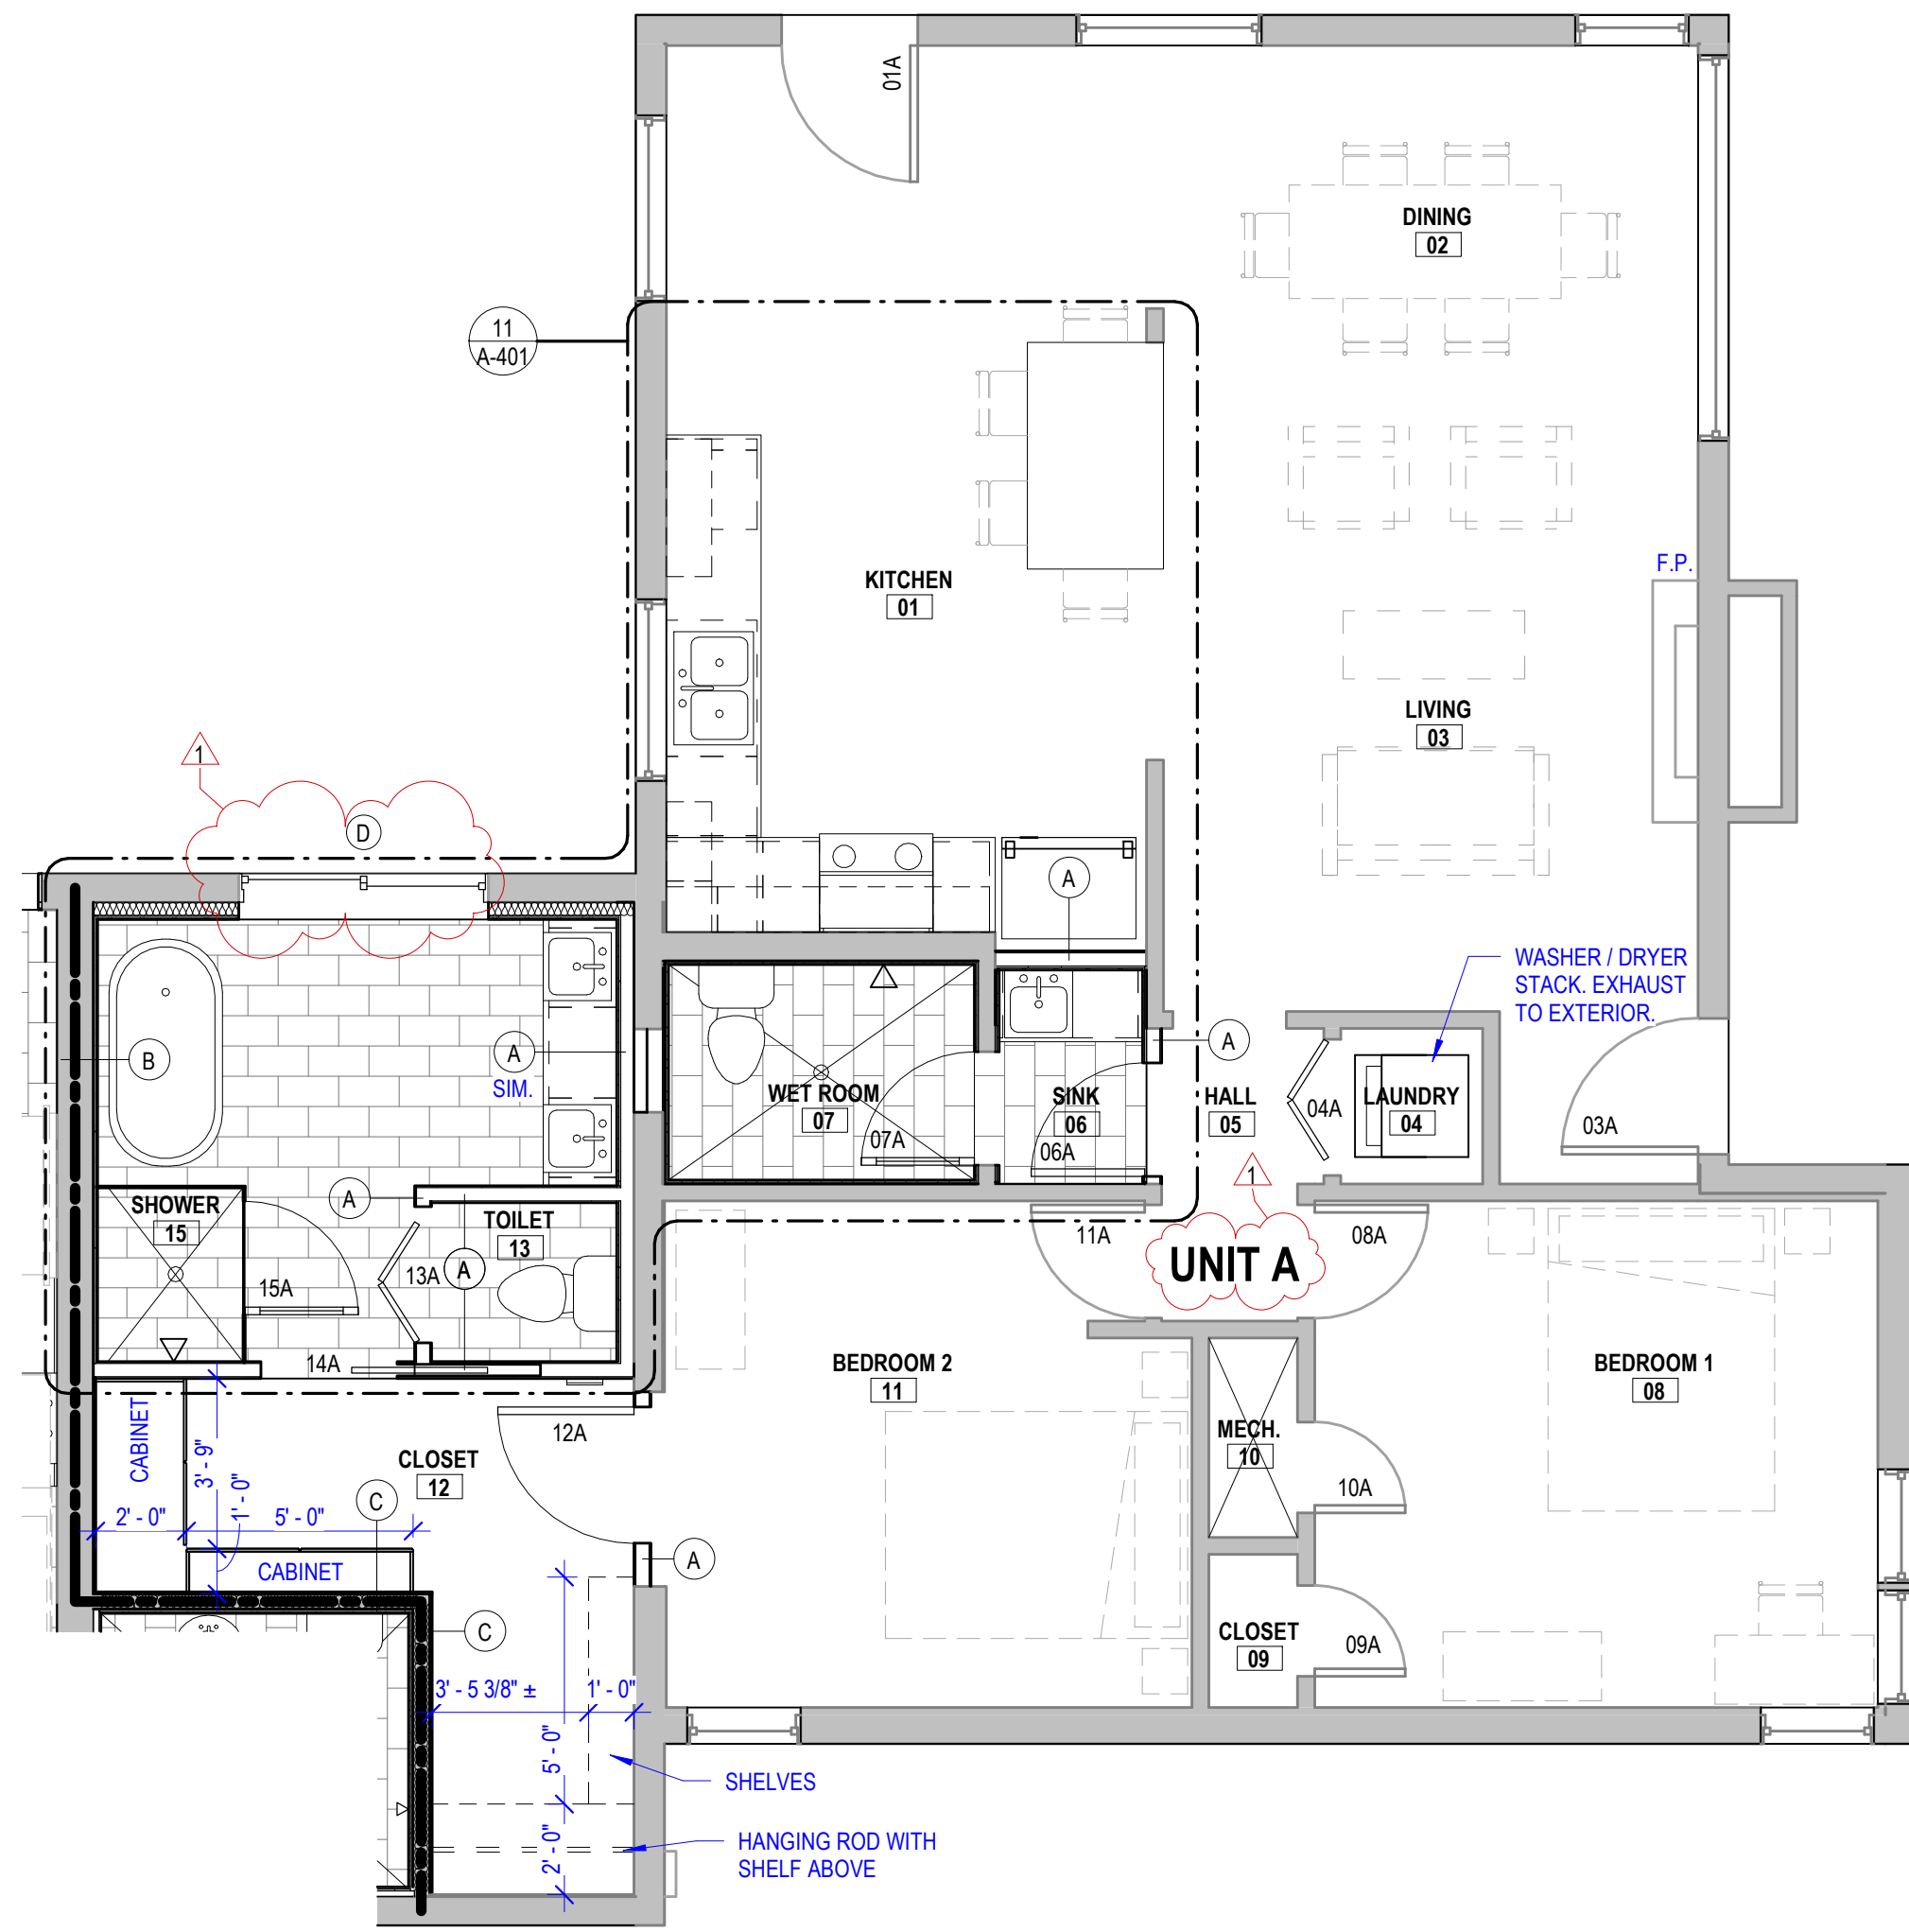 01A
DINING
02
11
A-401
F.P.
KITCHEN
01
LIVING
03
1
D
A
WASHER / DRYER
STACK. EXHAUST
TO EXTERIOR.
B
A
SIM.
A
WET ROOM
07
07A
SINK
06
06A
HALL
05
04A
LAUNDRY
04
03A
SHOWER
15
A
TOILET
13
15A
13A
A
11A
1
UNIT A
08A
14A
BEDROOM 2
11
BEDROOM 1
08
CABINET
3' - 9"
1' - 0"
12A
CLOSET
12
MECH.
10
10A
2' - 0"
5' - 0"
C
CABINET
A
C
CLOSET
09
09A
3' - 5 3/8" ±
1' - 0"
5' - 0"
SHELVES
2' - 0"
HANGING ROD WITH
SHELF ABOVE